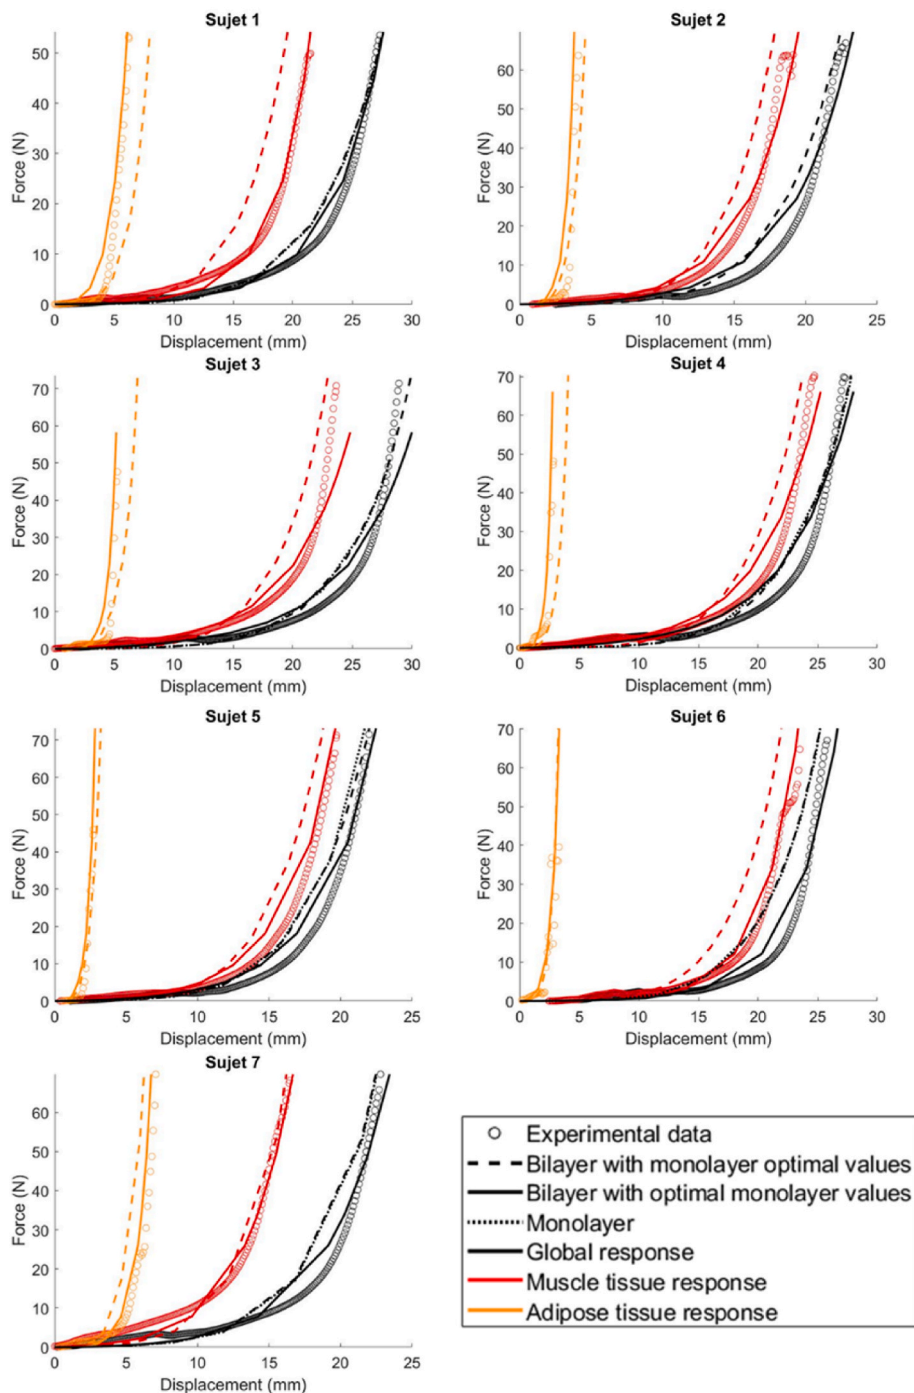 Sujet 1
Force (N)
50
40
30
20
10
0
0 5 10 15 20 25 30
Displacement (mm)
Sujet 2
Force (N)
60
50
40
30
20
10
0
0 5 10 15 20 25
Displacement (mm)
Sujet 3
Force (N)
70
60
50
40
30
20
10
0
0 5 10 15 20 25 30
Displacement (mm)
Sujet 4
Force (N)
70
60
50
40
30
20
10
0
0 5 10 15 20 25 30
Displacement (mm)
Sujet 5
Force (N)
70
60
50
40
30
20
10
0
0 5 10 15 20 25
Displacement (mm)
Sujet 6
Force (N)
70
60
50
40
30
20
10
0
0 5 10 15 20 25 30
Displacement (mm)
Sujet 7
Force (N)
60
50
40
30
20
10
0
0 5 10 15 20 25
Displacement (mm)
Experimental data
Bilayer with monolayer optimal values
Bilayer with optimal monolayer values
Monolayer
Global response
Muscle tissue response
Adipose tissue response